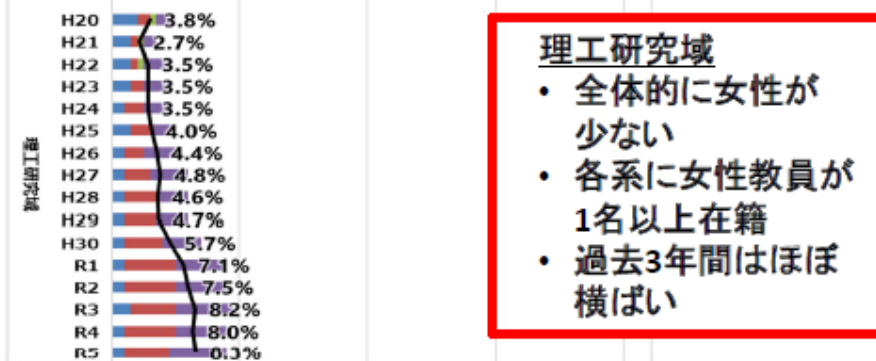 理工研究域
H20 3.8%
H21 2.7%
H22 3.5%
H23 3.5%
H24 3.5%
H25 4.0%
H26 4.4%
H27 4.8%
H28 4.6%
H29 4.7%
H30 5.7%
R1 7.1%
R2 7.5%
R3 8.2%
R4 8.0%
R5
理工研究域
• 全体的に女性が
少ない
• 各系に女性教員が
1名以上在籍
• 過去3年間はほぼ
横ばい